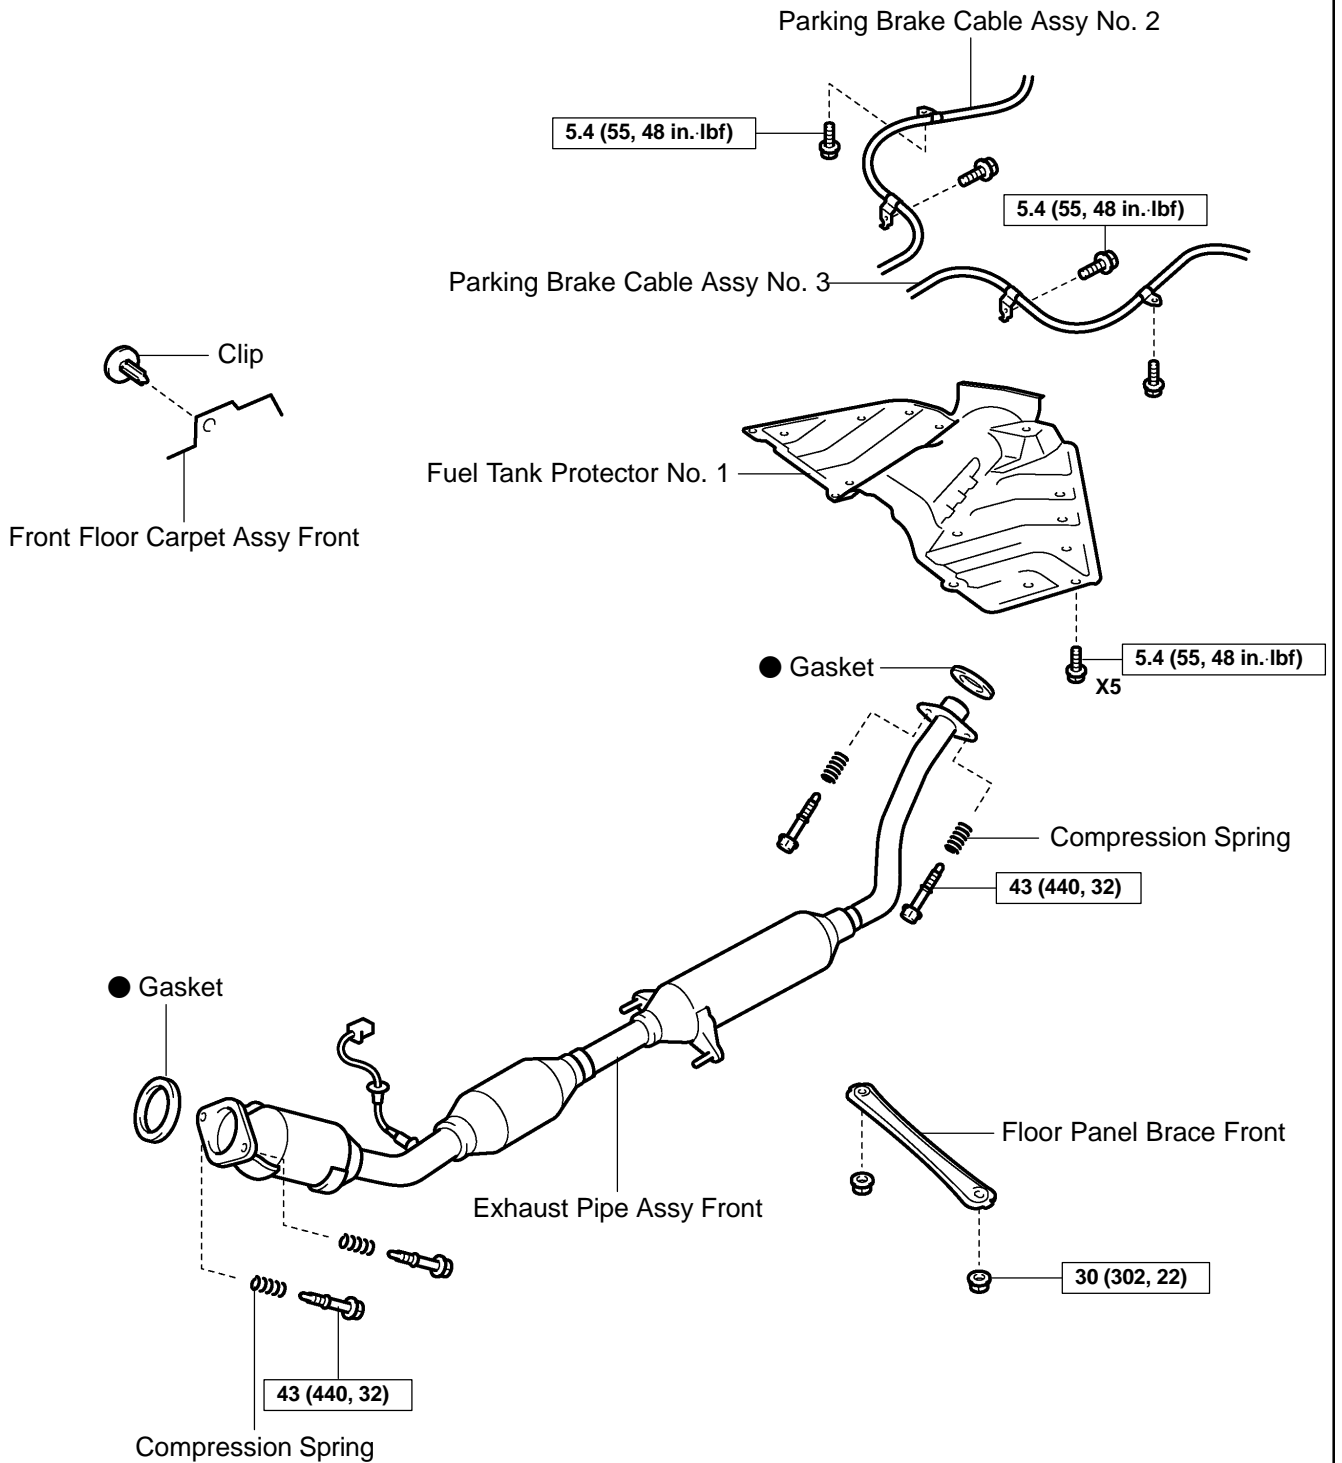 Parking Brake Cable Assy No. 2
5.4 (55, 48 in.·lbf)
5.4 (55, 48 in.·lbf)
Parking Brake Cable Assy No. 3
Clip
Fuel Tank Protector No. 1
Front Floor Carpet Assy Front
● Gasket
5.4 (55, 48 in.·lbf)
X5
Compression Spring
43 (440, 32)
● Gasket
Floor Panel Brace Front
Exhaust Pipe Assy Front
30 (302, 22)
43 (440, 32)
Compression Spring